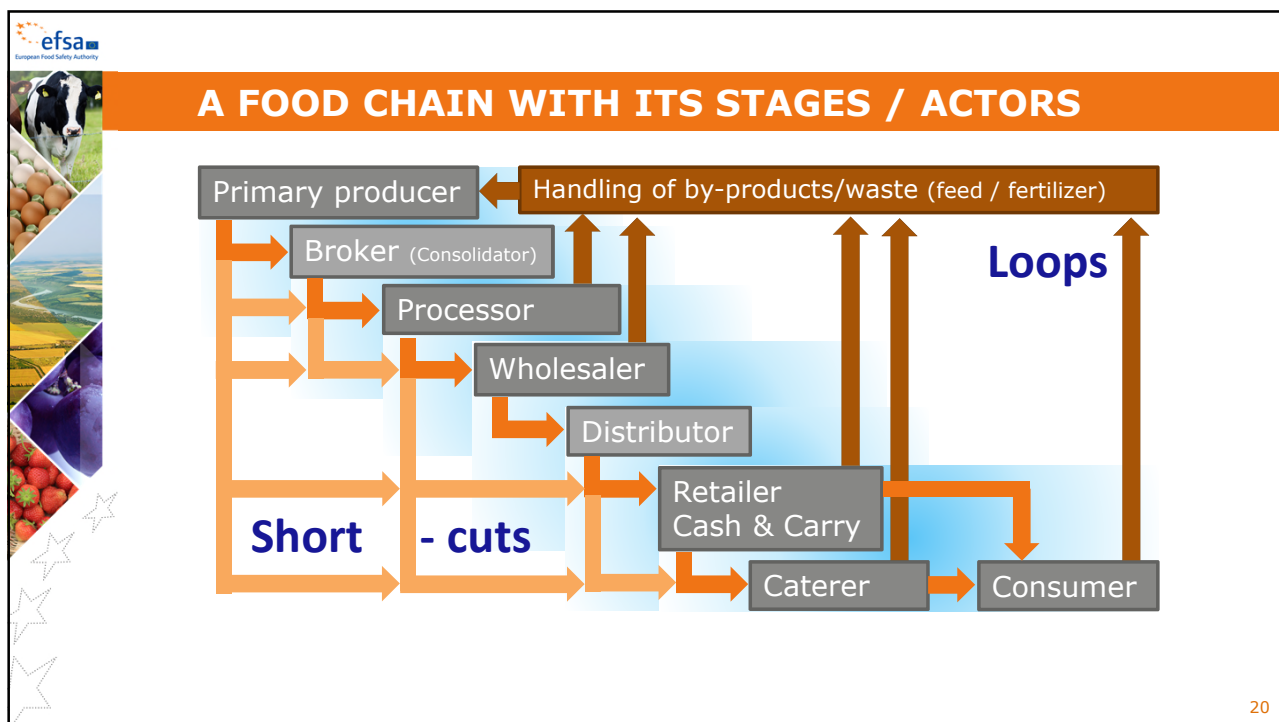 efsa
European Food Safety Authority
A FOOD CHAIN WITH ITS STAGES / ACTORS
Primary producer
Handling of by-products/waste (feed / fertilizer)
Broker (Consolidator)
Loops
Processor
Wholesaler
Distributor
Retailer
Cash & Carry
Short - cuts
Caterer
Consumer
20